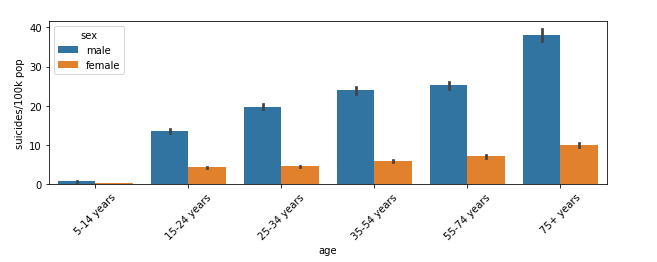 sex
male
female
suicides/100k pop
40
30
20
10
0
5-14 years
15-24 years
25-34 years
35-54 years
55-74 years
75+ years
age